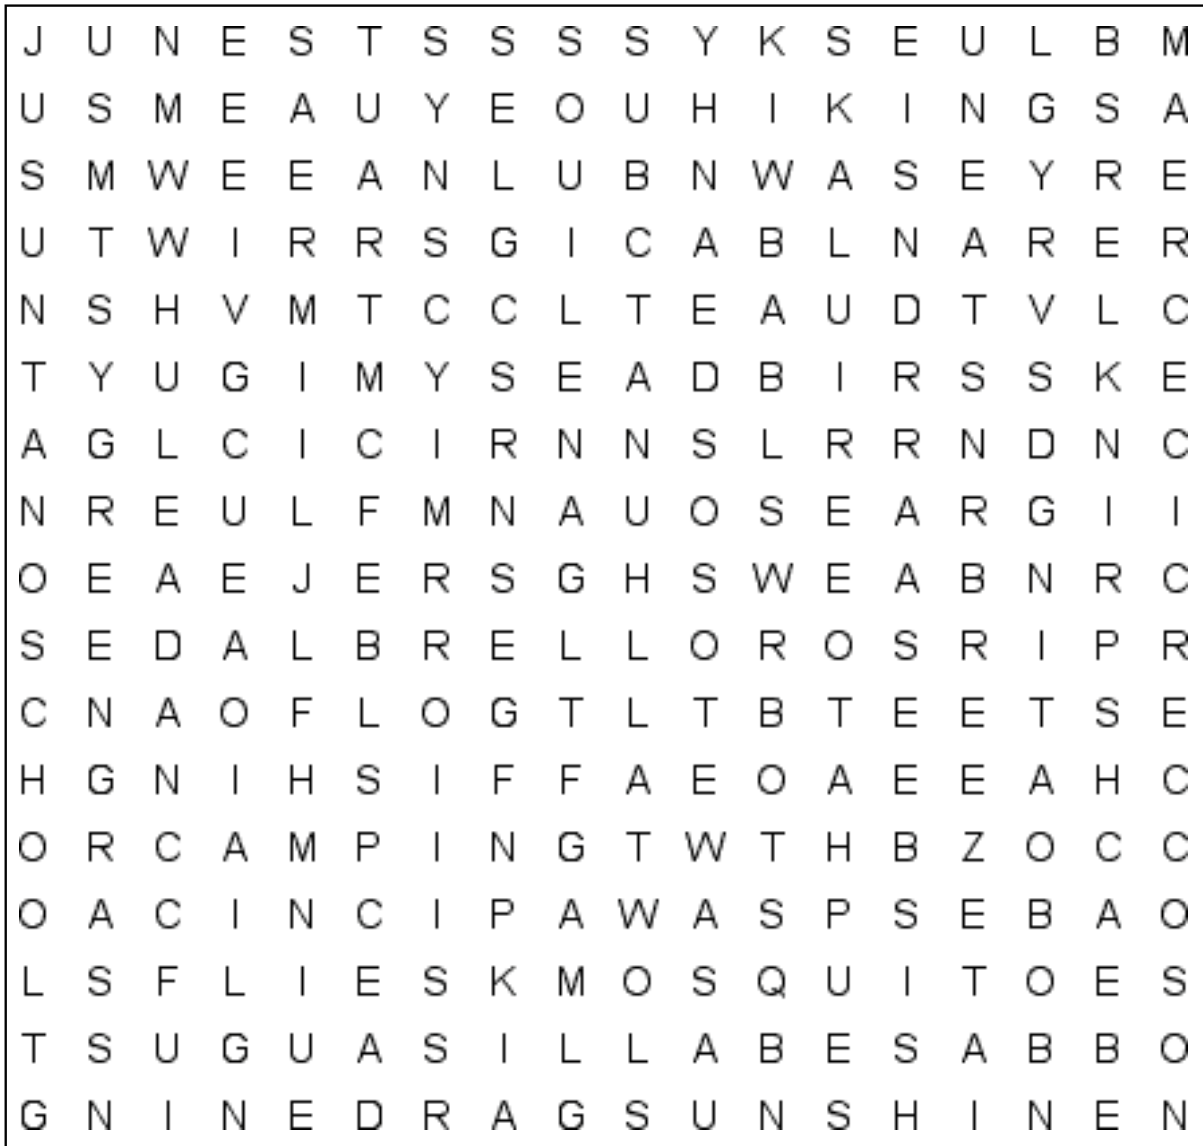 J U N E S T S S S S Y K S E U L B M
U S M E A U Y E O U H I K I N G S A
S M W E E A N L U B N W A S E Y R E
U T W I R R S G I C A B L N A R E R
N S H V M T C C L T E A U D T V L C
T Y U G I M Y S E A D B I R S S K E
A G L C I C I R N N S L R R N D N C
N R E U L F M N A U O S E A R G I I
O E A E J E R S G H S W E A B N R C
S E D A L B R E L L O R O S R I P R
C N A O F L O G T L T B T E E T S E
H G N I H S I F F A E O A E E A H C
O R C A M P I N G T W T H B Z O C C
O A C I N C I P A W A S P S E B A O
L S F L I E S K M O S Q U I T O E S
T S U G U A S I L L A B E S A B B O
G N I N E D R A G S U N S H I N E N